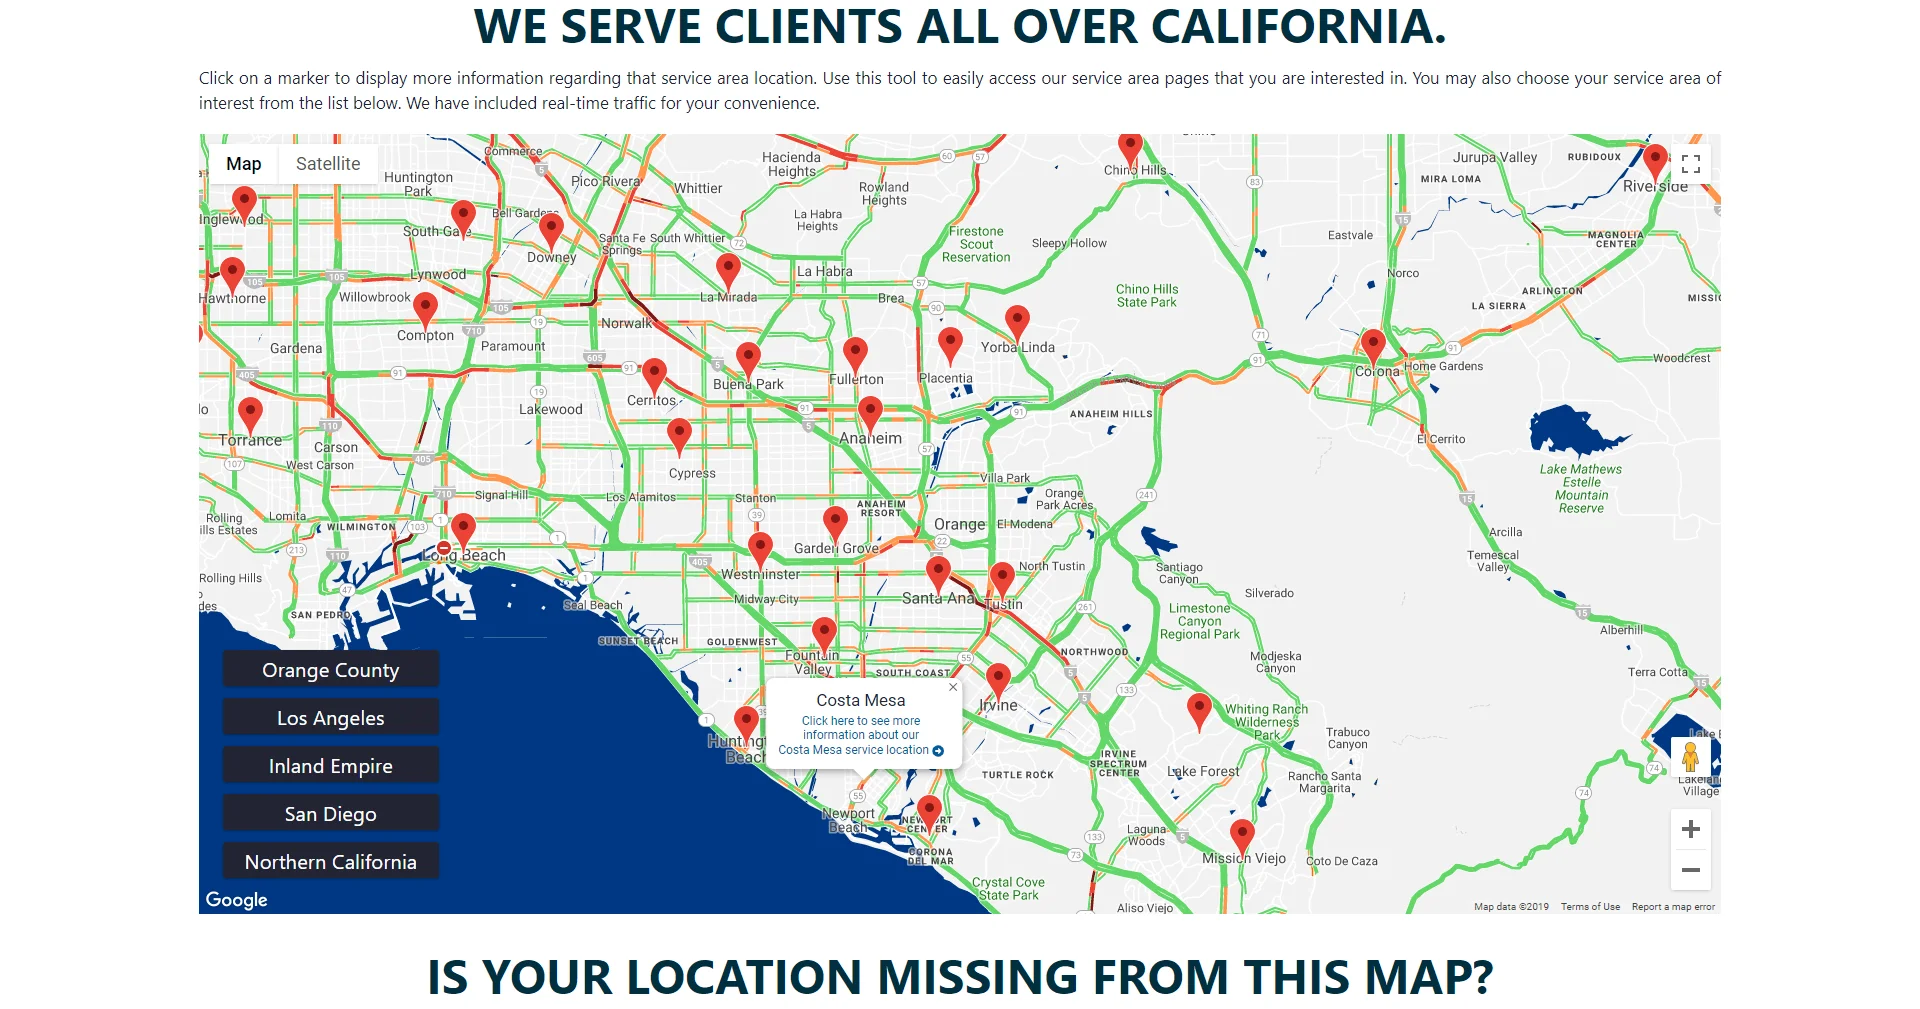 WE SERVE CLIENTS ALL OVER CALIFORNIA.
Click on a marker to display more information regarding that service area location. Use this tool to easily access our service area pages that you are interested in. You may also choose your service area of
interest from the list below. We have included real-time traffic for your convenience.
Map
Satellite
Commerce
Huntington
Park
Pico Rivera
Whittier
Hacienda
Heights
Rowland
Heights
Chino Hills
Jurupa Valley
RUBIDOUX
MIRA LOMA
Riverside
Inglewood
South Gate
Bell Gardens
Downey
Santa Fe
Springs
South Whittier
La Habra
Heights
Firestone
Scout
Reservation
Sleepy Hollow
Eastvale
MAGNOLIA
CENTER
Hawthorne
Lynwood
Willowbrook
La Mirada
La Habra
Brea
Chino Hills
State Park
Norco
ARLINGTON
LA SIERRA
Compton
Paramount
Norwalk
Gardena
Yorba Linda
Placentia
Fullerton
Buena Park
Cerritos
Corona
Home Gardens
Woodcrest
Lakewood
Anaheim
ANAHEIM HILLS
Torrance
Carson
West Carson
Cypress
El Cerrito
Lake Mathews
Estelle
Mountain
Reserve
Signal Hill
Los Alamitos
Stanton
Villa Park
Orange
Park Acres
ANAHEIM
RESORT
Orange
El Modena
Rolling
Lomita
WILMINGTON
Long Beach
Garden Grove
Westminster
Midway City
North Tustin
Santa Ana
Tustin
Santiago
Canyon
Silverado
Arcilla
Temescal
Valley
Rolling Hills
SAN PEDRO
Seal Beach
SUNSET BEACH
GOLDENWEST
Fountain
Valley
SOUTH COAST
NORTHWOOD
Limestone
Canyon
Regional Park
Modjeska
Canyon
Alberhill
Terra Cotta
Irvine
Whiting Ranch
Wilderness
Park
Trabuco
Canyon
Costa Mesa
Click here to see more
information about our
Costa Mesa service location
Beach
TURTLE ROCK
IRVINE
SPECTRUM
CENTER
Lake Forest
Rancho Santa
Margarita
Village
Newport
Beach
CORONA
DEL MAR
Laguna
Woods
Mission Viejo
Coto De Caza
Crystal Cove
State Park
Aliso Viejo
Orange County
Los Angeles
Inland Empire
San Diego
Northern California
Google
Map data ©2019
Terms of Use
Report a map error
IS YOUR LOCATION MISSING FROM THIS MAP?